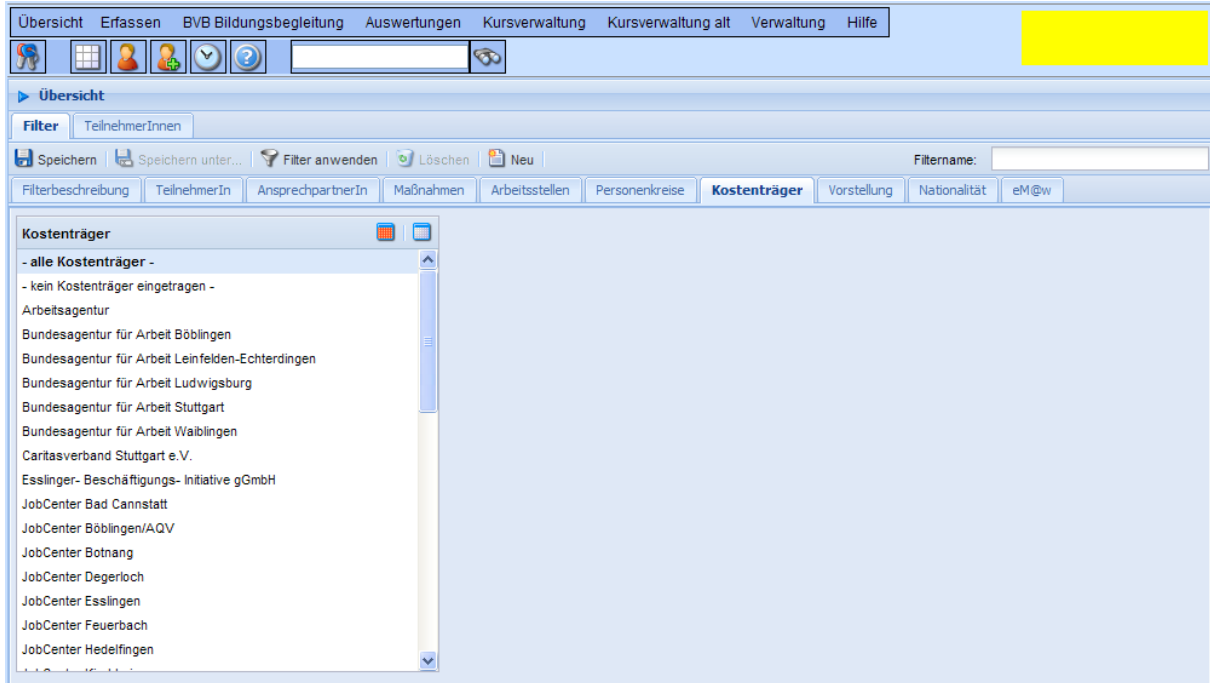 Übersicht Erfassen BVB Bildungsbegleitung Auswertungen Kursverwaltung Kursverwaltung alt Verwaltung Hilfe
Übersicht
Filter TeilnehmerInnen
Speichern Speichern unter... Filter anwenden Löschen Neu Filtername:
Filterbeschreibung TeilnehmerIn AnsprechpartnerIn Maßnahmen Arbeitsstellen Personenkreise Kostenträger Vorstellung Nationalität eM@w
Kostenträger
- alle Kostenträger -
- kein Kostenträger eingetragen -
Arbeitsagentur
Bundesagentur für Arbeit Böblingen
Bundesagentur für Arbeit Leinfelden-Echterdingen
Bundesagentur für Arbeit Ludwigsburg
Bundesagentur für Arbeit Stuttgart
Bundesagentur für Arbeit Waiblingen
Caritasverband Stuttgart e.V.
Esslinger- Beschäftigungs- Initiative gGmbH
JobCenter Bad Cannstatt
JobCenter Böblingen/AQV
JobCenter Botnang
JobCenter Degerloch
JobCenter Esslingen
JobCenter Feuerbach
JobCenter Hedelfingen